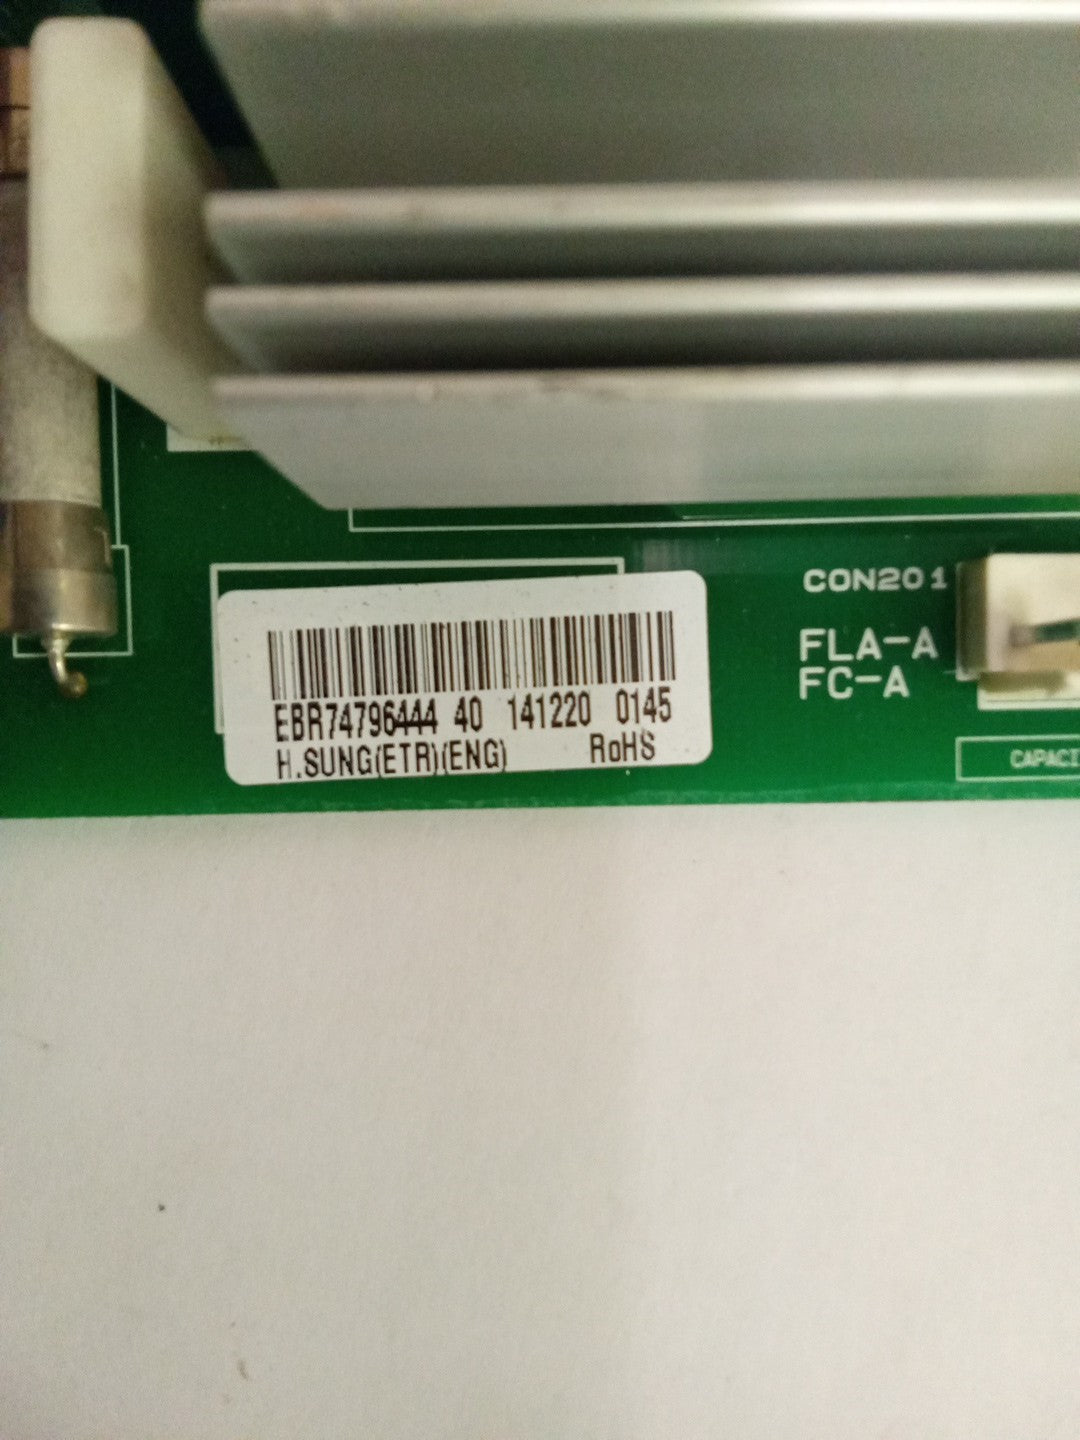 CON201
FLA-A
FC-A
EBR74796444 40 141220 0145
H.SUNG(ETR)(ENG) RoHS